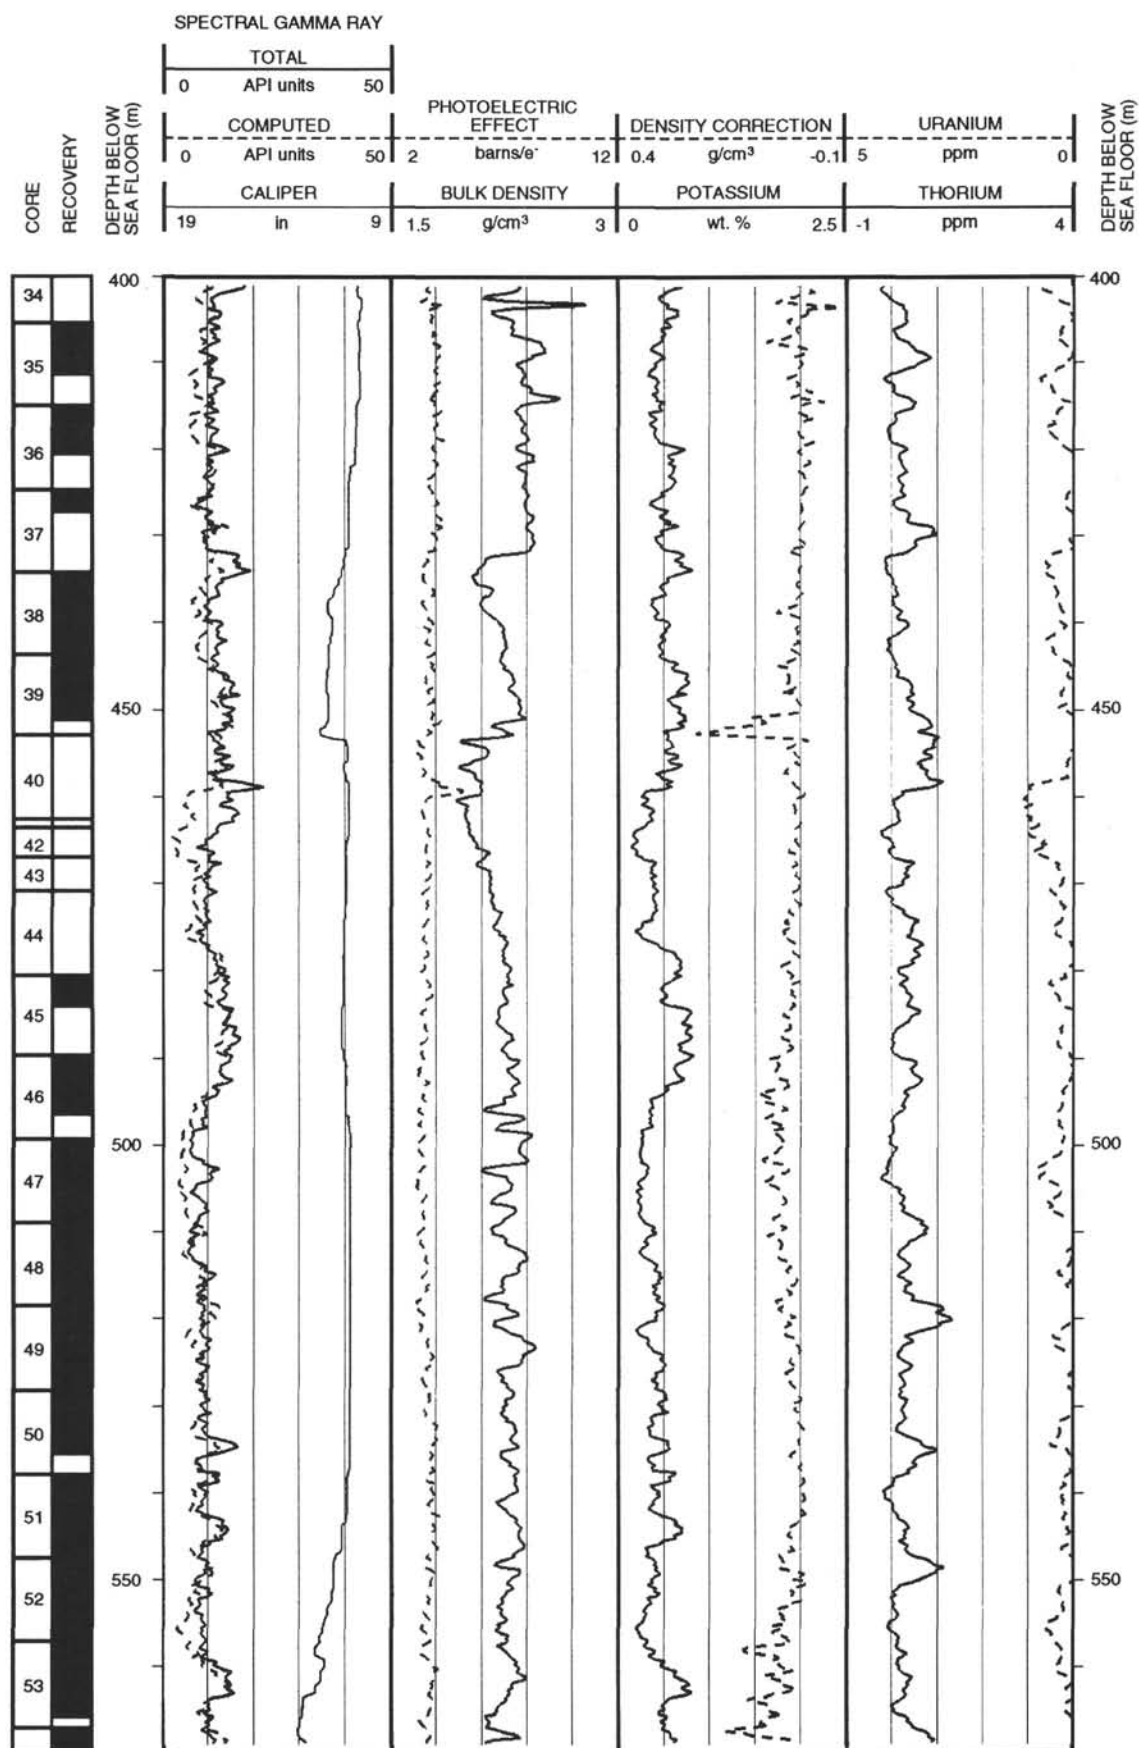 SPECTRAL GAMMA RAY
TOTAL
0 API units 50
COMPUTED
0 API units 50
CALIPER
19 in 9
PHOTOELECTRIC
EFFECT
2 barns/e- 12
BULK DENSITY
1.5 g/cm³ 3
DENSITY CORRECTION
0.4 g/cm³ -0.1
POTASSIUM
0 wt. % 2.5
URANIUM
5 ppm 0
THORIUM
-1 ppm 4
CORE
RECOVERY
DEPTH BELOW
SEA FLOOR (m)
DEPTH BELOW
SEA FLOOR (m)
34
35
36
37
38
39
40
42
43
44
45
46
47
48
49
50
51
52
53
400
450
500
550
400
450
500
550